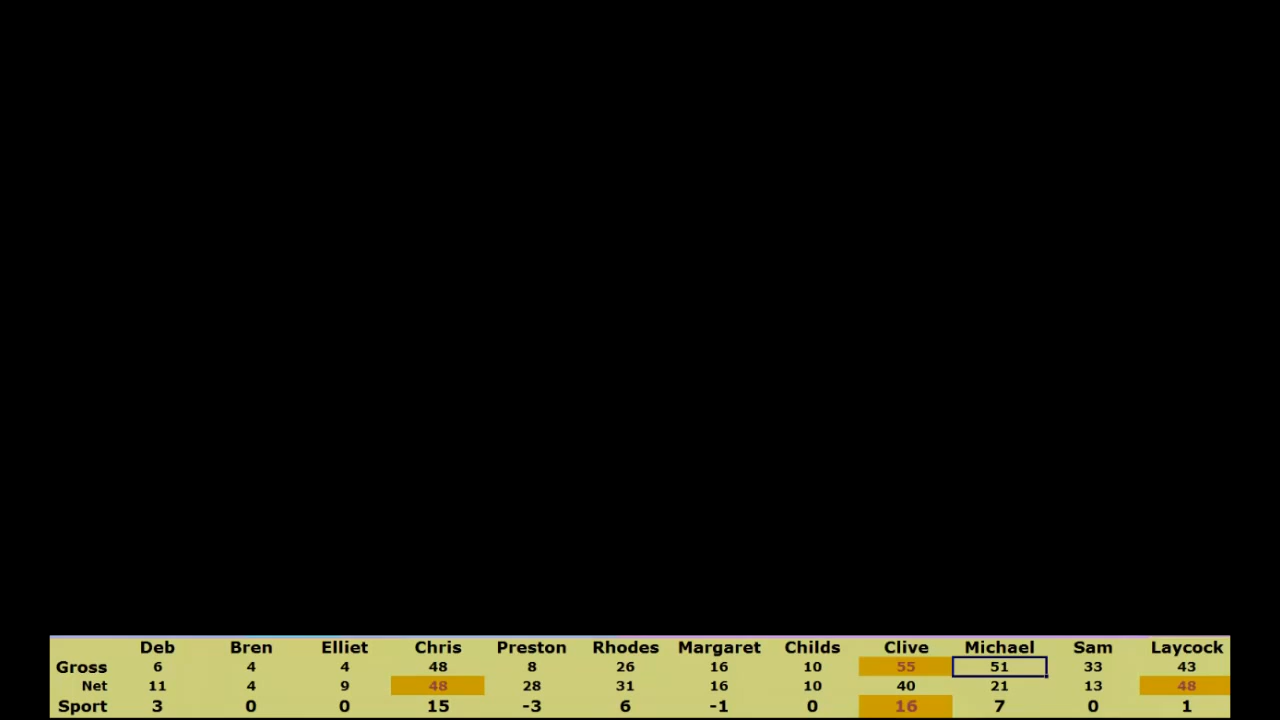 Deb Bren Elliet Chris Preston Rhodes Margaret Childs Clive Michael Sam Laycock
Gross 6 4 4 48 8 26 16 10 55 51 33 43
Net 11 4 9 48 28 31 16 10 40 21 13 48
Sport 3 0 0 15 -3 6 -1 0 16 7 0 1